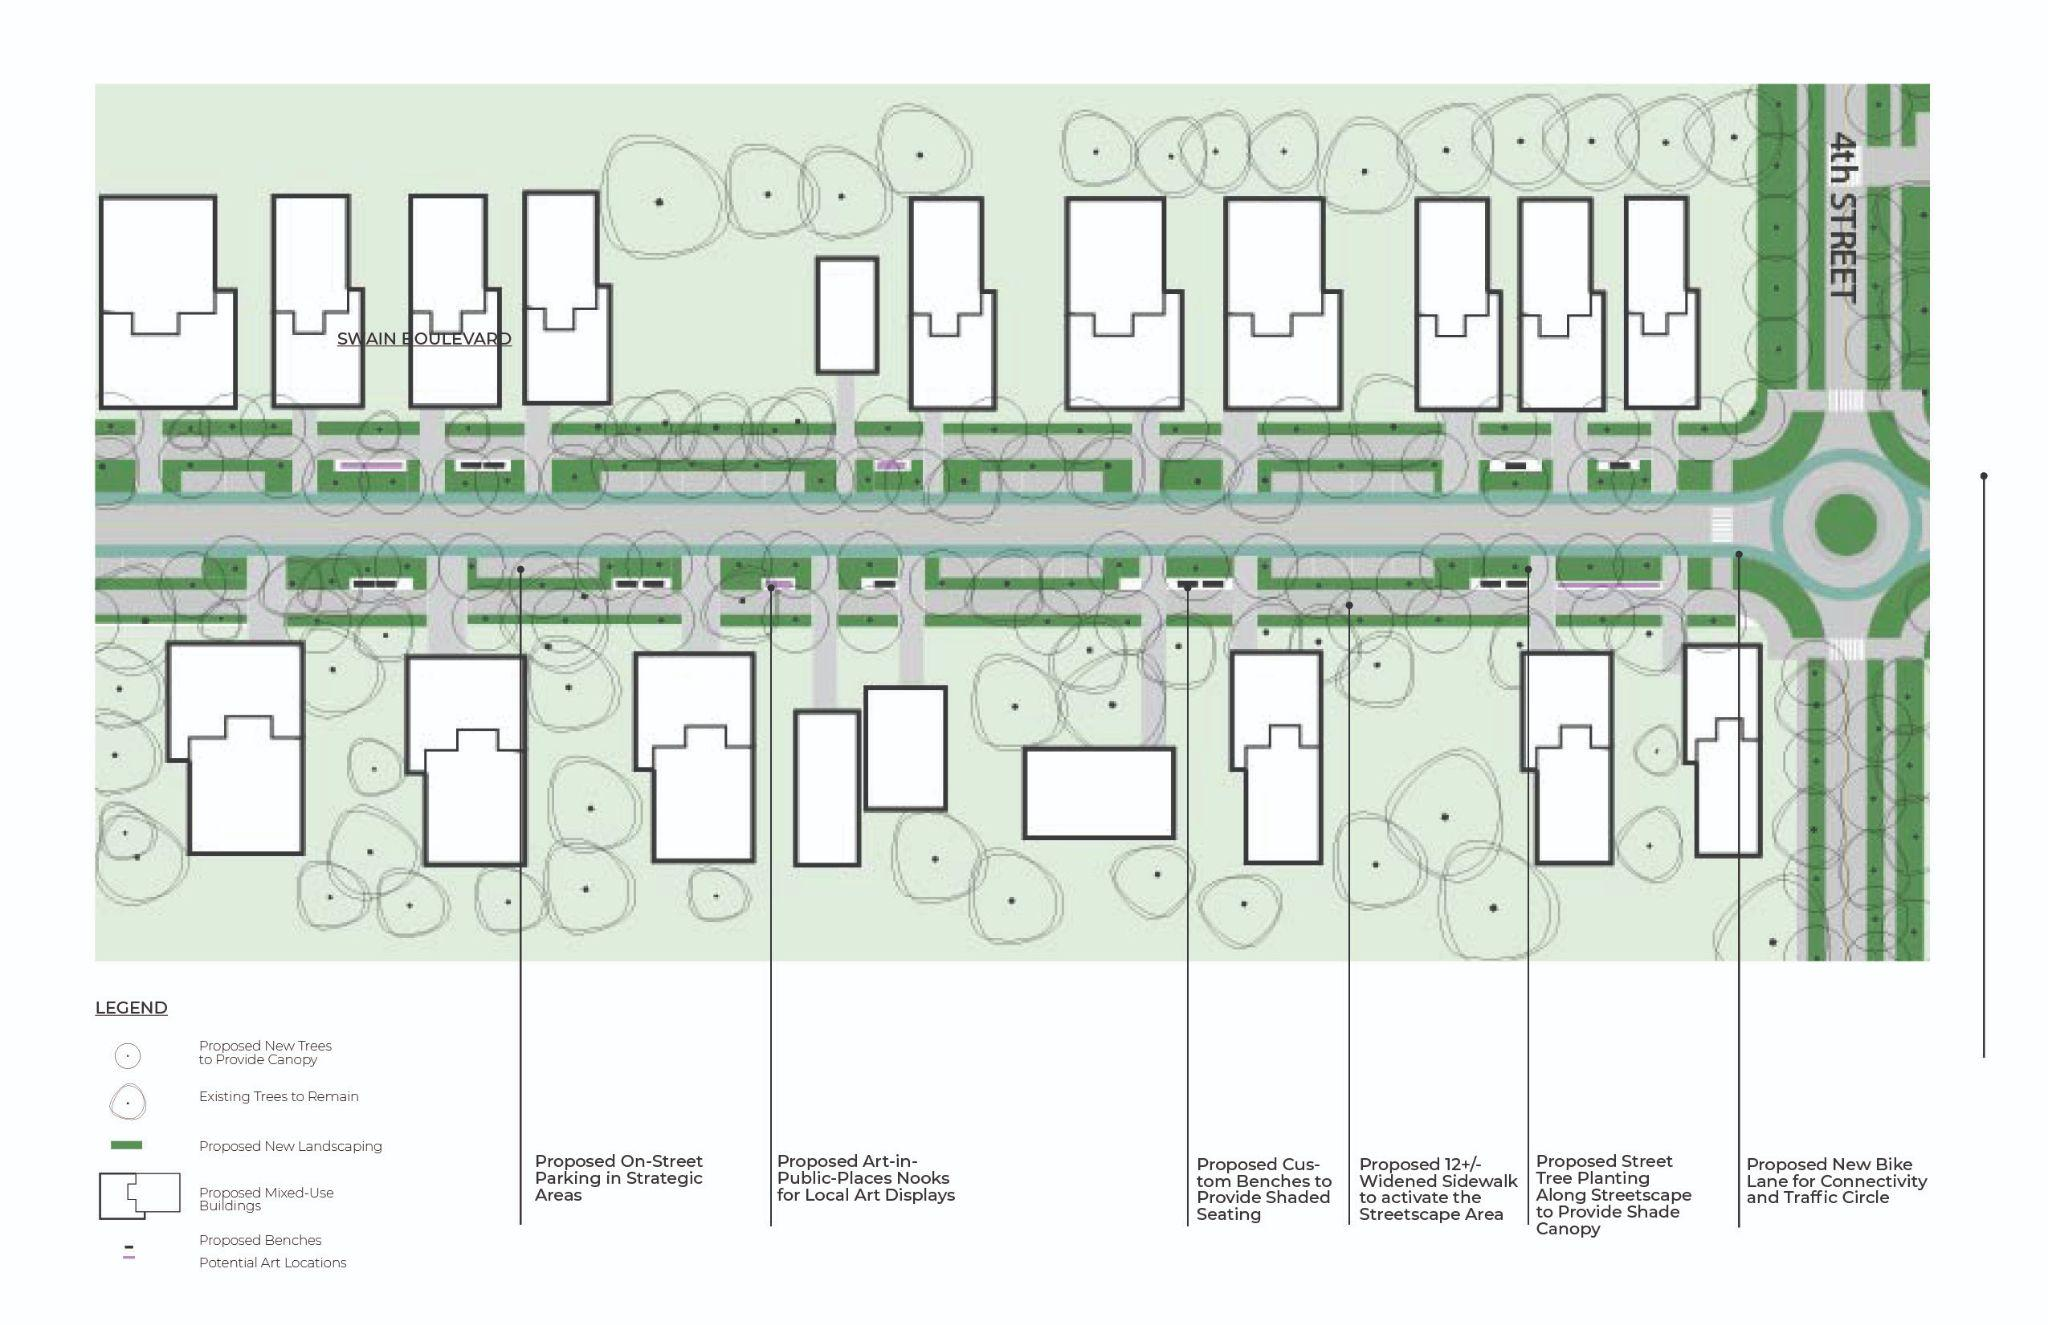 4th STREET
SWAIN BOULEVARD
LEGEND
Proposed New Trees
to Provide Canopy
Existing Trees to Remain
Proposed New Landscaping
Proposed Mixed-Use
Buildings
Proposed Benches
Potential Art Locations
Proposed On-Street
Parking in Strategic
Areas
Proposed Art-in-
Public-Places Nooks
for Local Art Displays
Proposed Cus-
tom Benches to
Provide Shaded
Seating
Proposed 12+/-
Widened Sidewalk
to activate the
Streetscape Area
Proposed Street
Tree Planting
Along Streetscape
to Provide Shade
Canopy
Proposed New Bike
Lane for Connectivity
and Traffic Circle